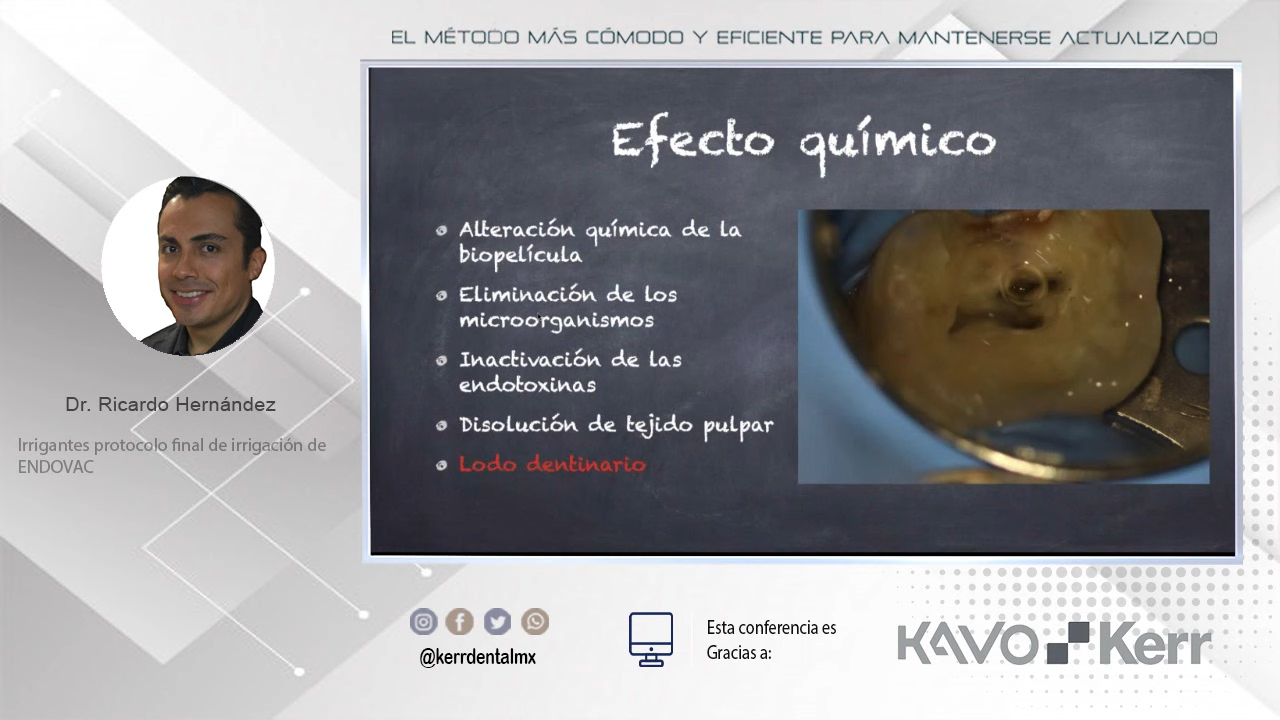 EL MÉTODO MÁS CÓMODO Y EFICIENTE PARA MANTENERSE ACTUALIZADO
Efecto químico
Alteración química de la
biopelícula
Eliminación de los
microorganismos
Inactivación de las
endotoxinas
Disolución de tejido pulpar
Lodo dentinario
Dr. Ricardo Hernández
Irrigantes protocolo final de irrigación de
ENDOVAC
@kerrdentalmx
Esta conferencia es
Gracias a:
KAVO Kerr